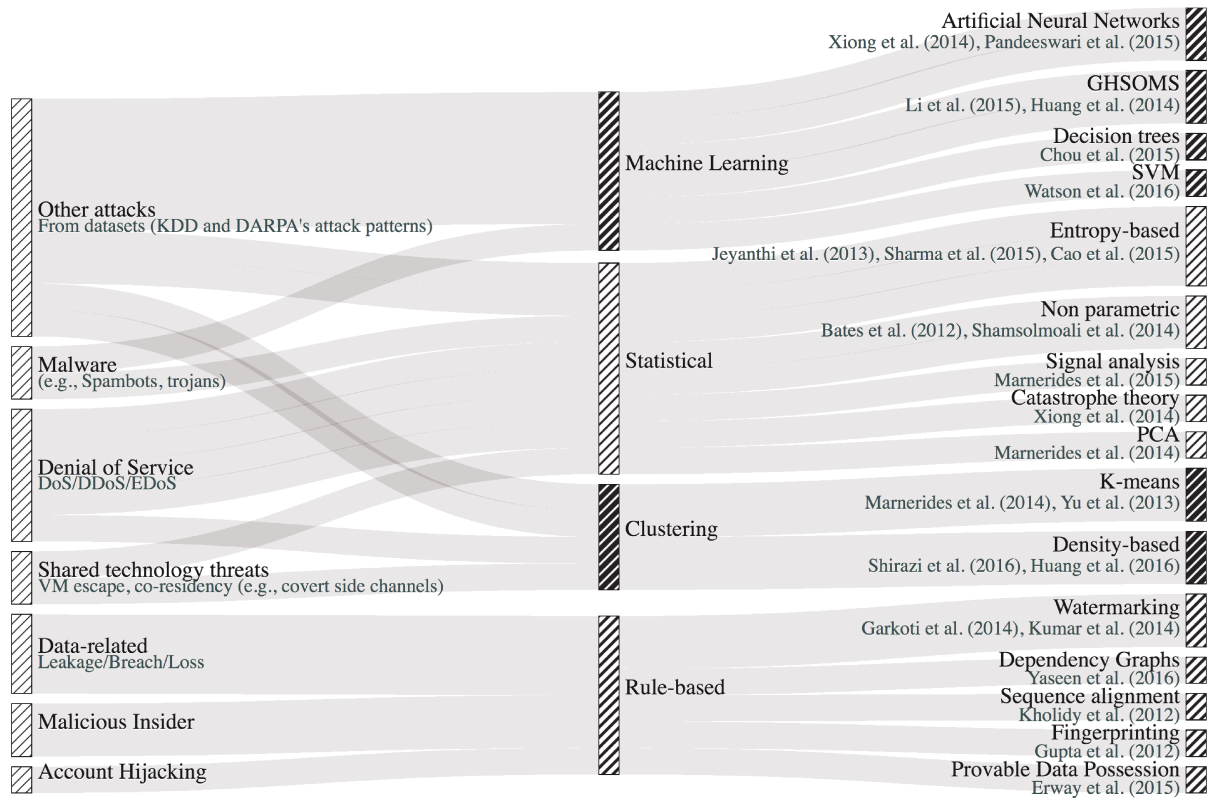 Other attacks
From datasets (KDD and DARPA's attack patterns)
Malware
(e.g., Spambots, trojans)
Denial of Service
DoS/DDoS/EDoS
Shared technology threats
VM escape, co-residency (e.g., covert side channels)
Data-related
Leakage/Breach/Loss
Malicious Insider
Account Hijacking
Machine Learning
Statistical
Clustering
Rule-based
Artificial Neural Networks
Xiong et al. (2014), Pandeeswari et al. (2015)
GHSOMS
Li et al. (2015), Huang et al. (2014)
Decision trees
Chou et al. (2015)
SVM
Watson et al. (2016)
Entropy-based
Jeyanthi et al. (2013), Sharma et al. (2015), Cao et al. (2015)
Non parametric
Bates et al. (2012), Shamsolmoali et al. (2014)
Signal analysis
Marnerides et al. (2015)
Catastrophe theory
Xiong et al. (2014)
PCA
Marnerides et al. (2014)
K-means
Marnerides et al. (2014), Yu et al. (2013)
Density-based
Shirazi et al. (2016), Huang et al. (2016)
Watermarking
Garkoti et al. (2014), Kumar et al. (2014)
Dependency Graphs
Yaseen et al. (2016)
Sequence alignment
Kholidy et al. (2012)
Fingerprinting
Gupta et al. (2012)
Provable Data Possession
Erway et al. (2015)